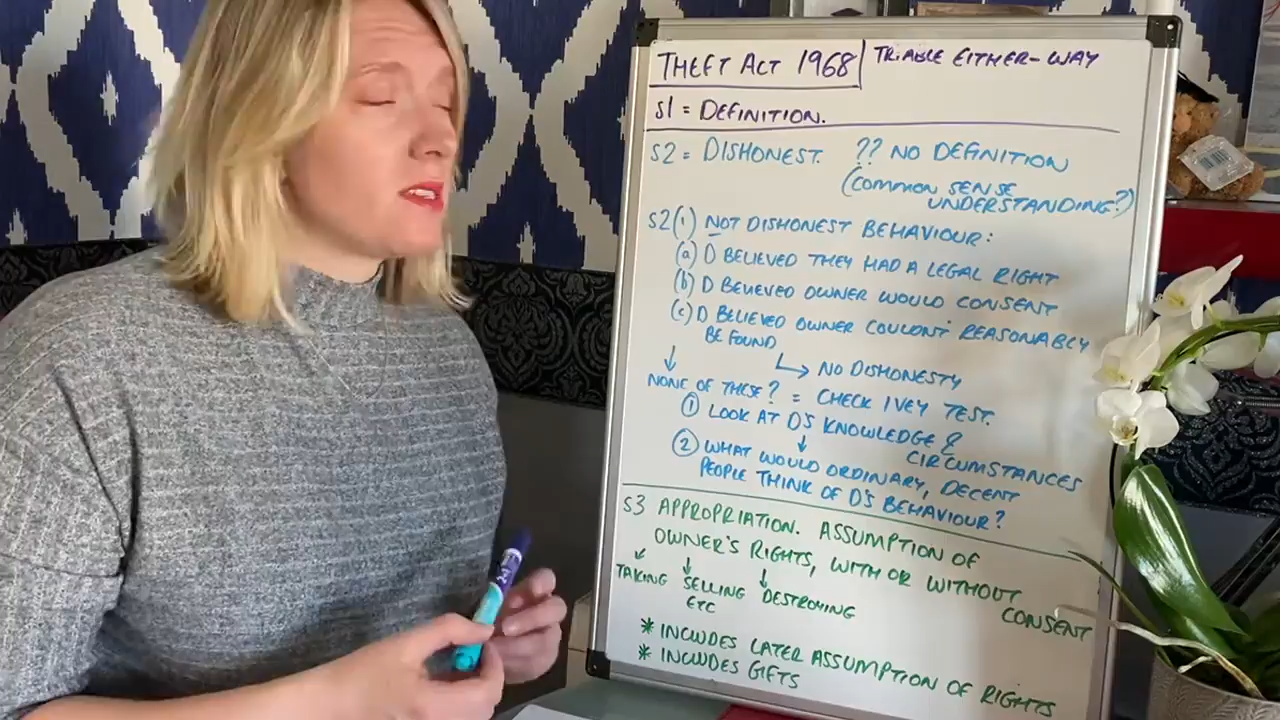 THEFT ACT 1968 | TRIABLE EITHER-WAY
S1 = DEFINITION.
S2 = DISHONEST. ?? NO DEFINITION
(COMMON SENSE
UNDERSTANDING?)
S2(1) NOT DISHONEST BEHAVIOUR:
(a) D BELIEVED THEY HAD A LEGAL RIGHT
(b) D BELIEVED OWNER WOULD CONSENT
(c) D BELIEVED OWNER COULDN'T REASONABLY
BE FOUND
↳ NO DISHONESTY
↓
NONE OF THESE? = CHECK IVEY TEST.
① LOOK AT D'S KNOWLEDGE &
CIRCUMSTANCES
↓
② WHAT WOULD ORDINARY, DECENT
PEOPLE THINK OF D'S BEHAVIOUR?
S3 APPROPRIATION. ASSUMPTION OF
OWNER'S RIGHTS, WITH OR WITHOUT
CONSENT
↙ ↓ ↓
TAKING SELLING DESTROYING
ETC
* INCLUDES LATER ASSUMPTION OF RIGHTS
* INCLUDES GIFTS